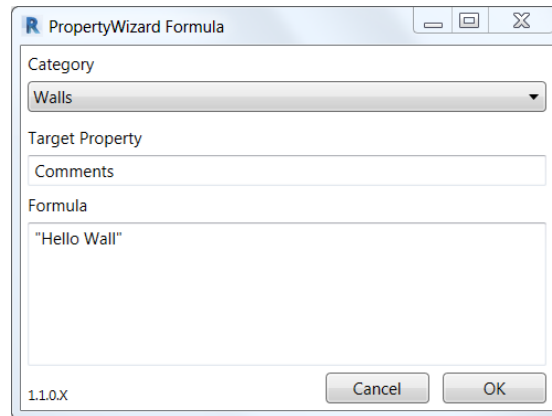 PropertyWizard Formula
Category
Walls
Target Property
Comments
Formula
"Hello Wall"
1.1.0.X
Cancel
OK